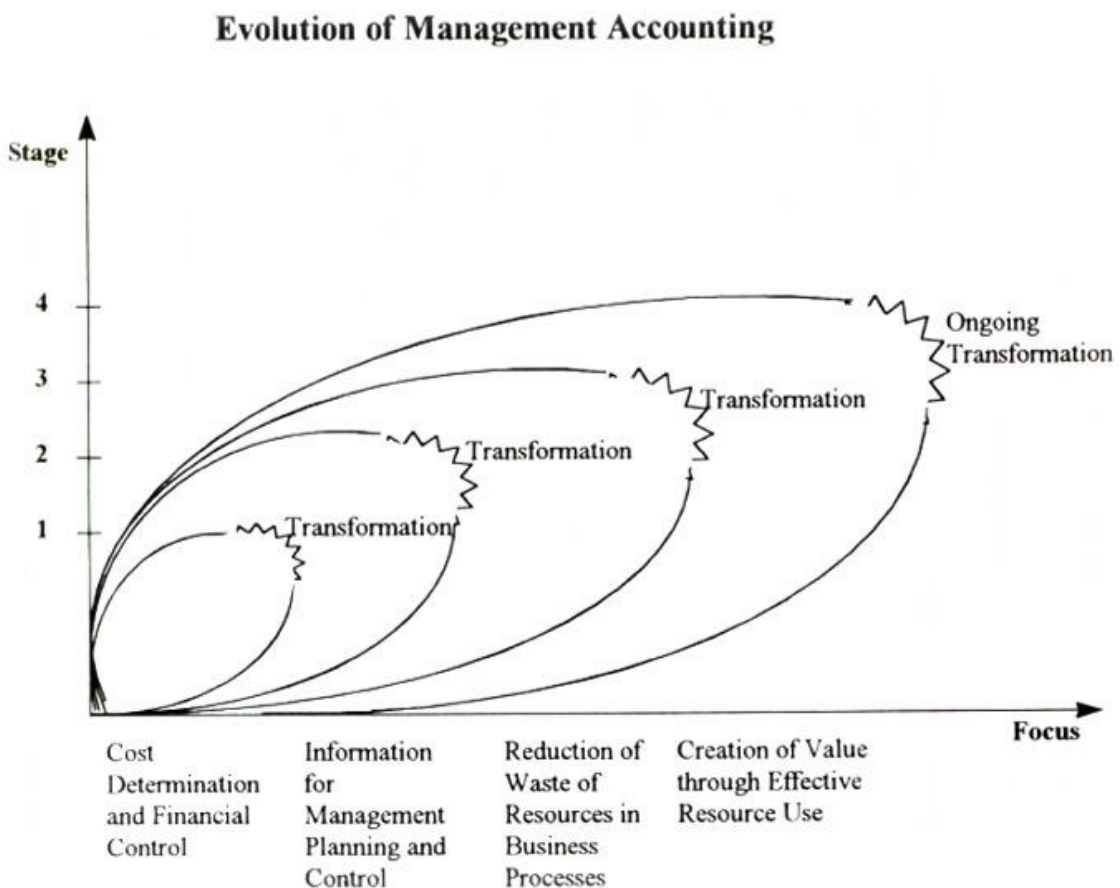 Evolution of Management Accounting
Stage
4
3
2
1
Ongoing
Transformation
Transformation
Transformation
Transformation
Focus
Cost
Determination
and Financial
Control
Information
for
Management
Planning and
Control
Reduction of
Waste of
Resources in
Business
Processes
Creation of Value
through Effective
Resource Use